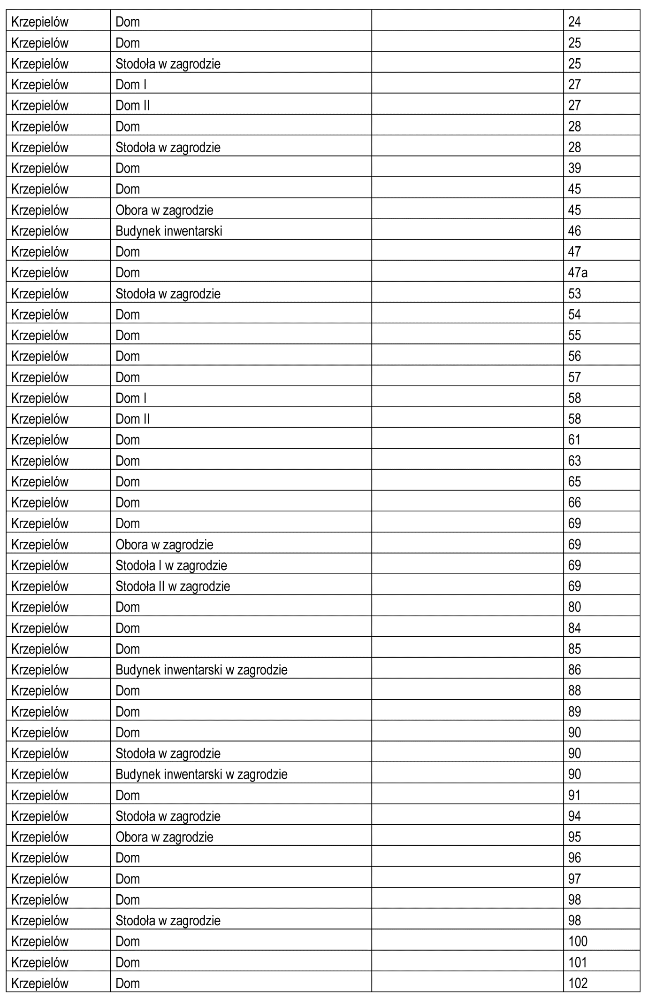 Krzepielów Dom 24
Krzepielów Dom 25
Krzepielów Stodoła w zagrodzie 25
Krzepielów Dom I 27
Krzepielów Dom II 27
Krzepielów Dom 28
Krzepielów Stodoła w zagrodzie 28
Krzepielów Dom 39
Krzepielów Dom 45
Krzepielów Obora w zagrodzie 45
Krzepielów Budynek inwentarski 46
Krzepielów Dom 47
Krzepielów Dom 47a
Krzepielów Stodoła w zagrodzie 53
Krzepielów Dom 54
Krzepielów Dom 55
Krzepielów Dom 56
Krzepielów Dom 57
Krzepielów Dom I 58
Krzepielów Dom II 58
Krzepielów Dom 61
Krzepielów Dom 63
Krzepielów Dom 65
Krzepielów Dom 66
Krzepielów Dom 69
Krzepielów Obora w zagrodzie 69
Krzepielów Stodoła I w zagrodzie 69
Krzepielów Stodoła II w zagrodzie 69
Krzepielów Dom 80
Krzepielów Dom 84
Krzepielów Dom 85
Krzepielów Budynek inwentarski w zagrodzie 86
Krzepielów Dom 88
Krzepielów Dom 89
Krzepielów Dom 90
Krzepielów Stodoła w zagrodzie 90
Krzepielów Budynek inwentarski w zagrodzie 90
Krzepielów Dom 91
Krzepielów Stodoła w zagrodzie 94
Krzepielów Obora w zagrodzie 95
Krzepielów Dom 96
Krzepielów Dom 97
Krzepielów Dom 98
Krzepielów Stodoła w zagrodzie 98
Krzepielów Dom 100
Krzepielów Dom 101
Krzepielów Dom 102